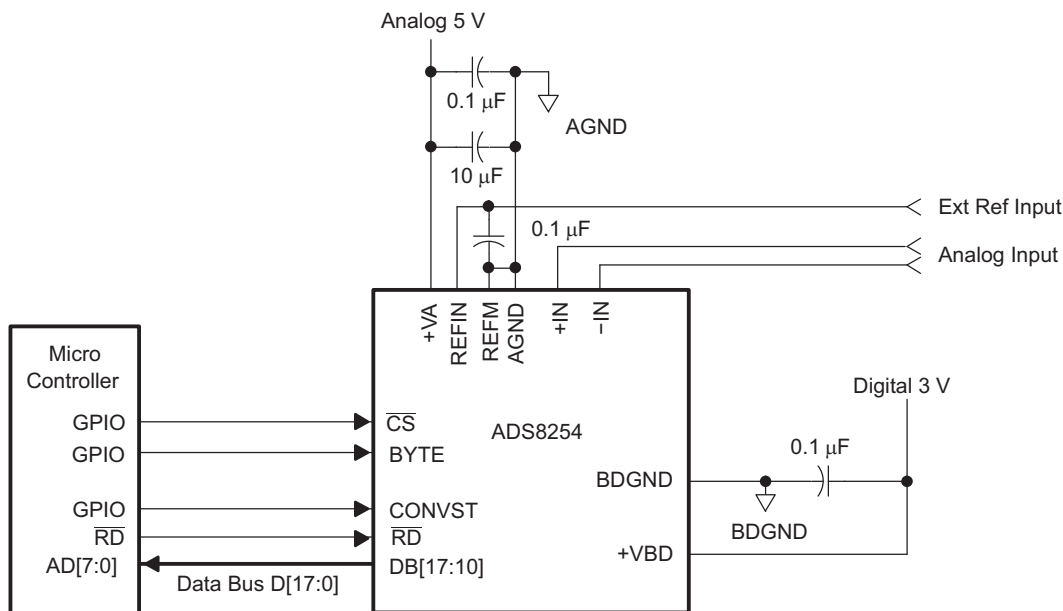 Analog 5 V
0.1 μF
AGND
10 μF
Ext Ref Input
0.1 μF
Analog Input
+VA
REFIN
REFM
AGND
+IN
−IN
Micro
Controller
Digital 3 V
GPIO
CS
ADS8254
GPIO
BYTE
0.1 μF
BDGND
GPIO
CONVST
BDGND
RD
RD
+VBD
AD[7:0]
DB[17:10]
Data Bus D[17:0]